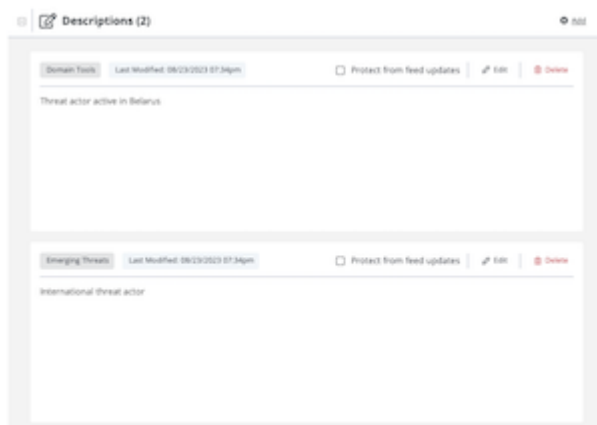 Descriptions (2)
Add
Domain Tools Last Modified: 08/23/2023 07:34pm Protect from feed updates Edit Delete
Threat actor active in Belarus
Emerging Threats Last Modified: 08/23/2023 07:34pm Protect from feed updates Edit Delete
International threat actor